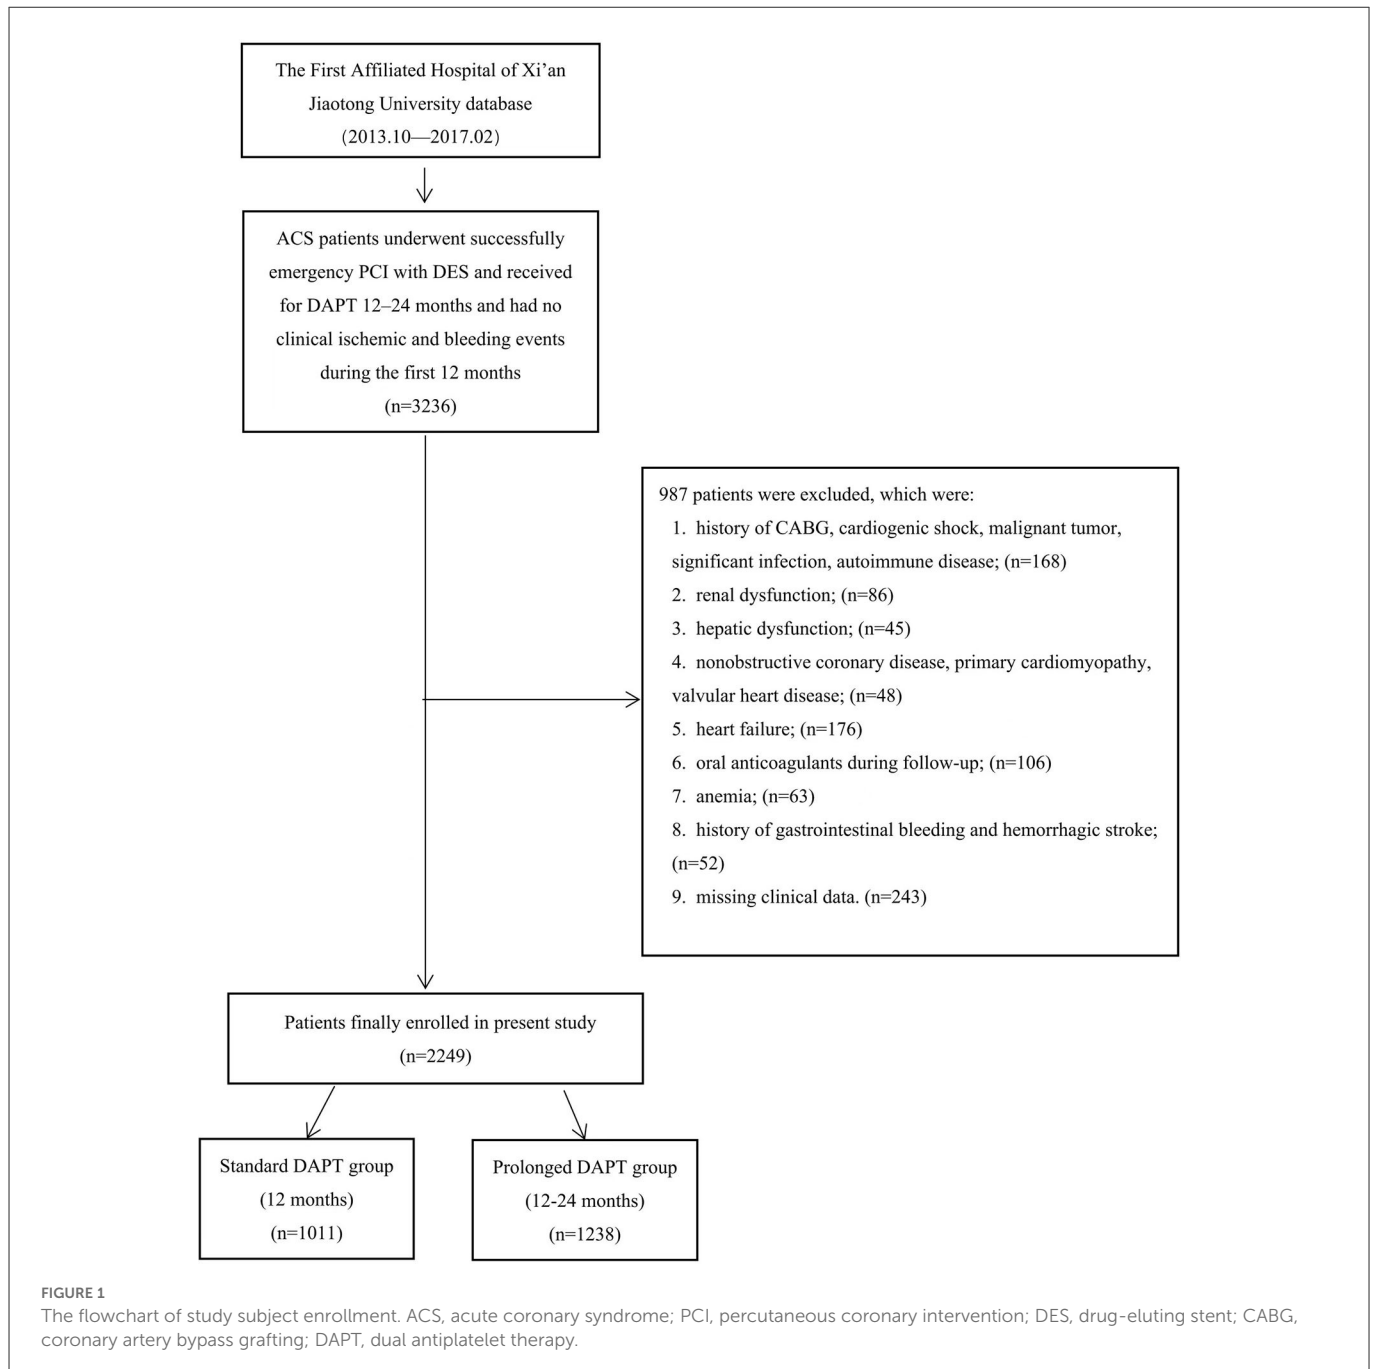 The First Affiliated Hospital of Xi’an
Jiaotong University database
(2013.10—2017.02)
ACS patients underwent successfully
emergency PCI with DES and received
for DAPT 12–24 months and had no
clinical ischemic and bleeding events
during the first 12 months
(n=3236)
987 patients were excluded, which were:
1. history of CABG, cardiogenic shock, malignant tumor,
significant infection, autoimmune disease; (n=168)
2. renal dysfunction; (n=86)
3. hepatic dysfunction; (n=45)
4. nonobstructive coronary disease, primary cardiomyopathy,
valvular heart disease; (n=48)
5. heart failure; (n=176)
6. oral anticoagulants during follow-up; (n=106)
7. anemia; (n=63)
8. history of gastrointestinal bleeding and hemorrhagic stroke;
(n=52)
9. missing clinical data. (n=243)
Patients finally enrolled in present study
(n=2249)
Standard DAPT group
(12 months)
(n=1011)
Prolonged DAPT group
(12-24 months)
(n=1238)
FIGURE 1
The flowchart of study subject enrollment. ACS, acute coronary syndrome; PCI, percutaneous coronary intervention; DES, drug-eluting stent; CABG,
coronary artery bypass grafting; DAPT, dual antiplatelet therapy.